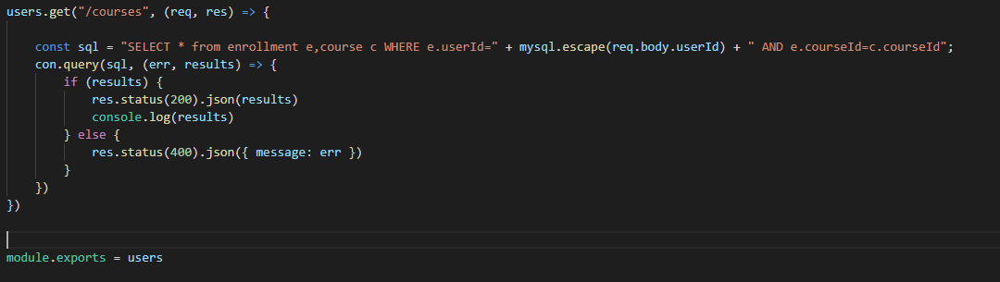 users.get("/courses", (req, res) => {
const sql = "SELECT * from enrollment e,course c WHERE e.userId=" + mysql.escape(req.body.userId) + " AND e.courseId=c.courseId";
con.query(sql, (err, results) => {
if (results) {
res.status(200).json(results)
console.log(results)
} else {
res.status(400).json({ message: err })
}
})
})
module.exports = users